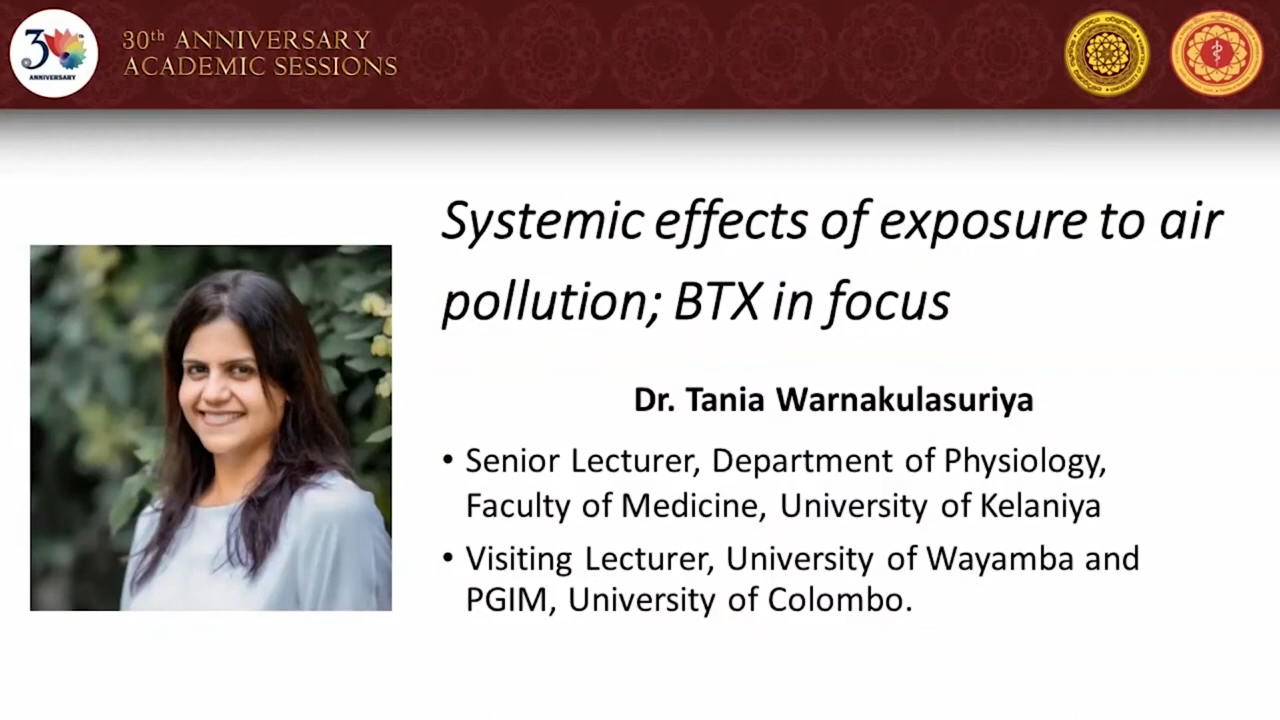 30
ANNIVERSARY
30th ANNIVERSARY
ACADEMIC SESSIONS
Systemic effects of exposure to air
pollution; BTX in focus
Dr. Tania Warnakulasuriya
• Senior Lecturer, Department of Physiology,
Faculty of Medicine, University of Kelaniya
• Visiting Lecturer, University of Wayamba and
PGIM, University of Colombo.